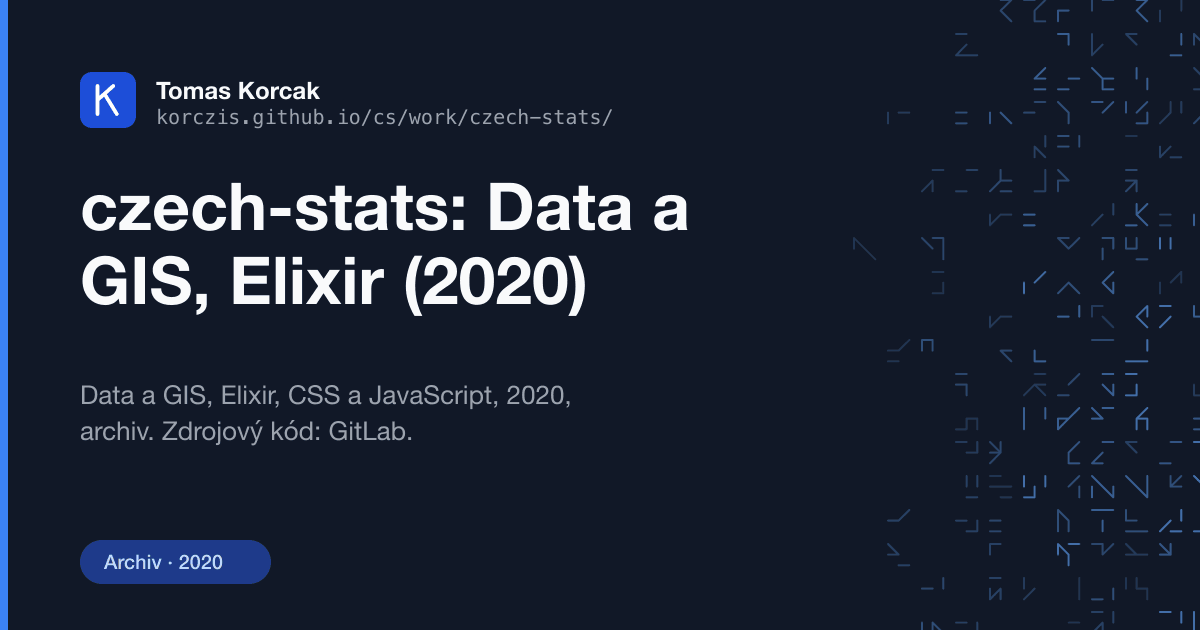 K
Tomas Korcak
korczis.github.io/cs/work/czech-stats/
czech-stats: Data a
GIS, Elixir (2020)
Data a GIS, Elixir, CSS a JavaScript, 2020,
archiv. Zdrojový kód: GitLab.
Archiv · 2020